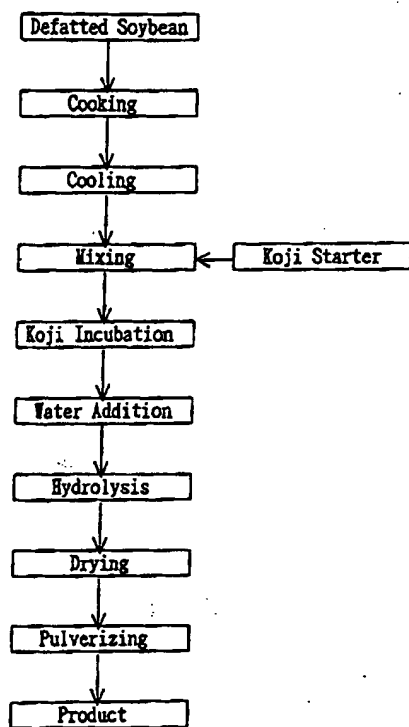 Defatted Soybean
Cooking
Cooling
Mixing
Koji Starter
Koji Incubation
Water Addition
Hydrolysis
Drying
Pulverizing
Product